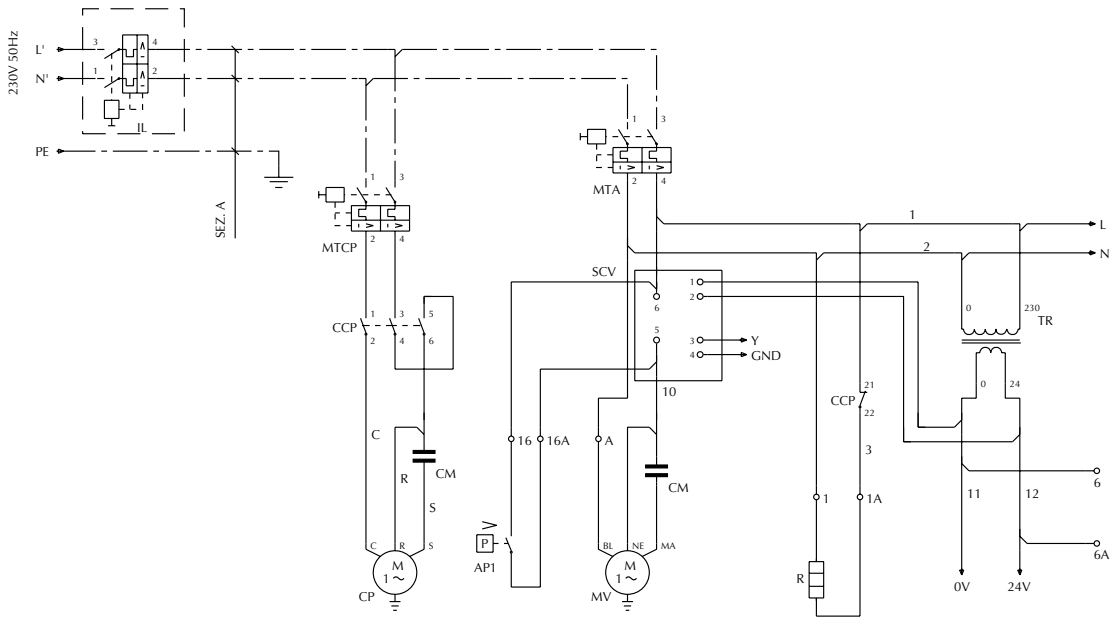 230V 50Hz
L'
3
4
N'
1
2
IL
PE
SEZ. A
1
3
2
4
MTCP
1
3
2
4
MTA
1
L
2
N
SCV
1
2
6
5
3
4
Y
GND
10
0
230
TR
0
24
CCP
1
3
5
2
4
6
21
CCP
22
3
C
R
CM
S
16
16A
A
CM
1
1A
11
12
6
6A
P
AP1
C
R
S
M
1~
CP
BL
NE
MA
M
1~
MV
R
0V
24V